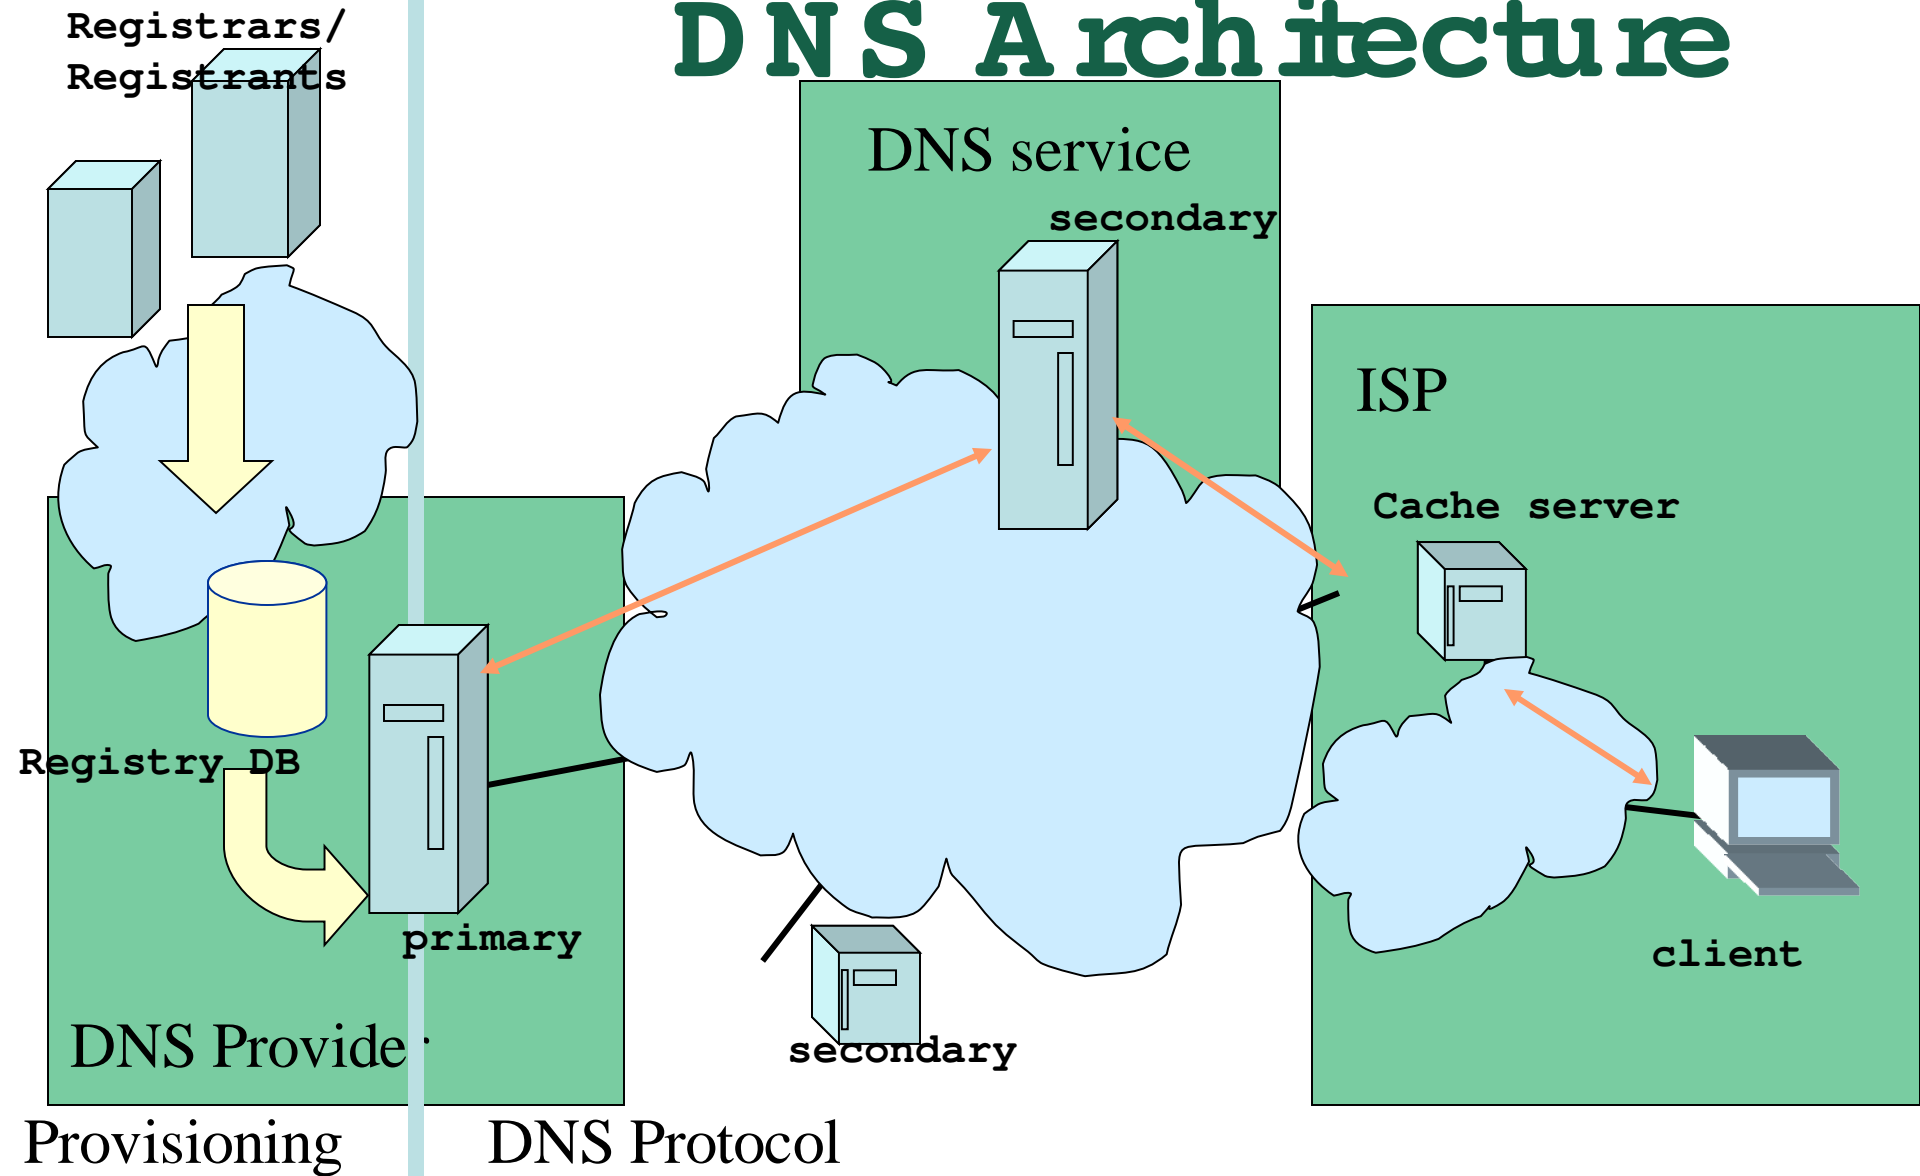 DNS Architecture
Registrars/
Registrants
DNS service
secondary
ISP
Cache server
Registry DB
primary
client
DNS Provider
secondary
Provisioning
DNS Protocol